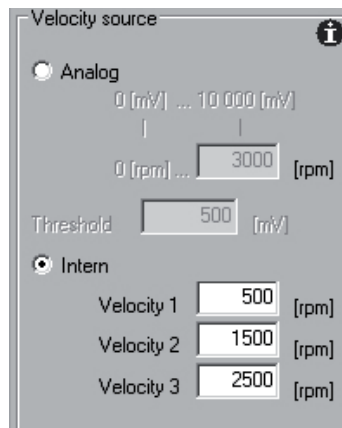 Velocity source
Analog
0 [mV] ... 10 000 [mV]
0 [rpm] ... 3000 [rpm]
Threshold 500 [mV]
Intern
Velocity 1 500 [rpm]
Velocity 2 1500 [rpm]
Velocity 3 2500 [rpm]